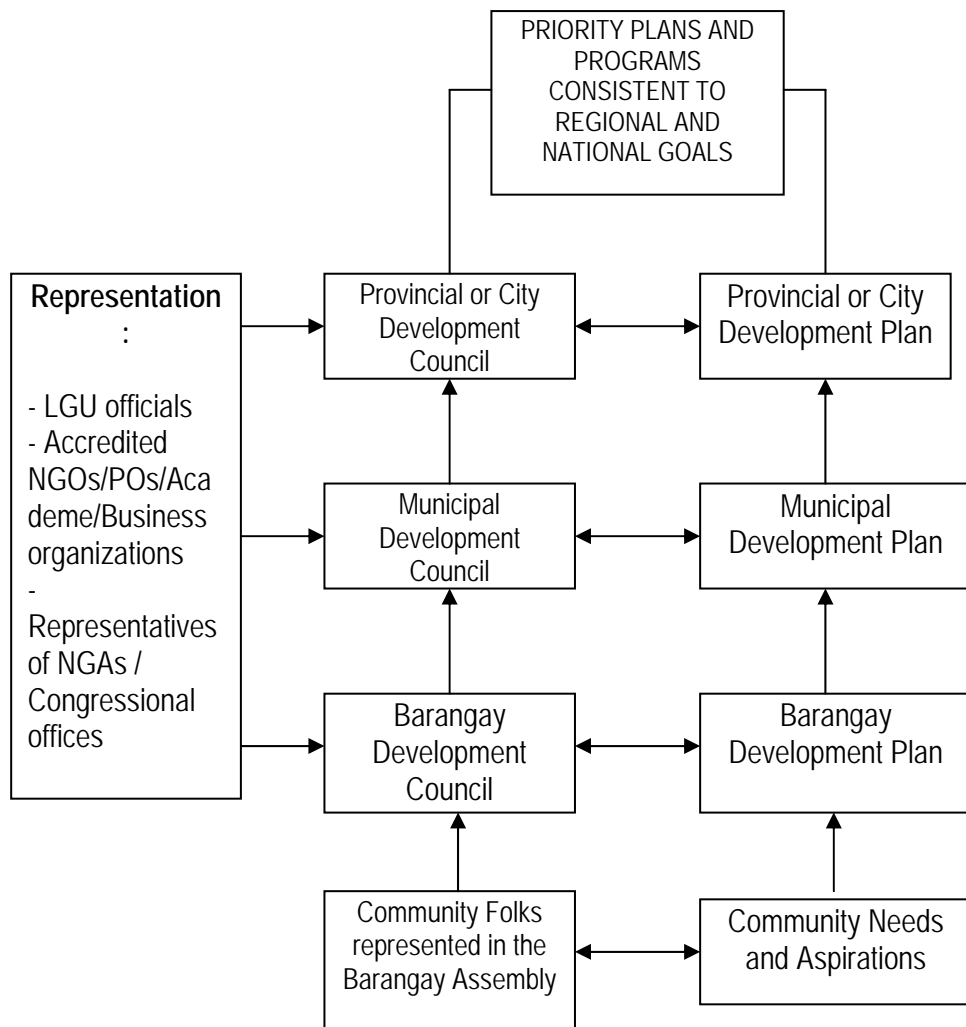 PRIORITY PLANS AND
PROGRAMS
CONSISTENT TO
REGIONAL AND
NATIONAL GOALS
Representation
:
- LGU officials
- Accredited
NGOs/POs/Aca
deme/Business
organizations
-
Representatives
of NGAs /
Congressional
offices
Provincial or City
Development
Council
Provincial or City
Development Plan
Municipal
Development
Council
Municipal
Development Plan
Barangay
Development
Council
Barangay
Development Plan
Community Folks
represented in the
Barangay Assembly
Community Needs
and Aspirations